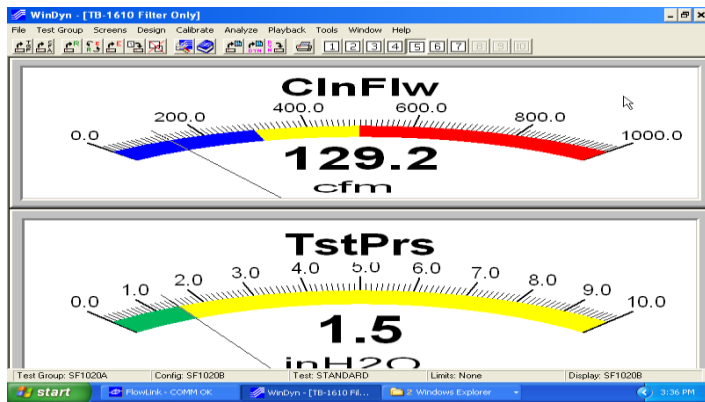 WinDyn - [TB-1610 Filter Only]
File Test Group Screens Design Calibrate Analyze Playback Tools Window Help
1 2 3 4 5 6 7 8 9 10
ClnFlw
0.0 200.0 400.0 600.0 800.0 1000.0
129.2
cfm
TstPrs
0.0 1.0 2.0 3.0 4.0 5.0 6.0 7.0 8.0 9.0 10.0
1.5
inH2O
Test Group: SF1020A Config: SF1020B Test: STANDARD Limits: None Display: SF1020B
start FlowLink - COMM OK WinDyn - [TB-1610 Fil... 2 Windows Explorer 3:36 PM